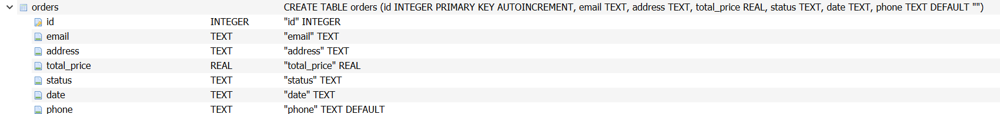 orders CREATE TABLE orders (id INTEGER PRIMARY KEY AUTOINCREMENT, email TEXT, address TEXT, total_price REAL, status TEXT, date TEXT, phone TEXT DEFAULT "")
id INTEGER "id" INTEGER
email TEXT "email" TEXT
address TEXT "address" TEXT
total_price REAL "total_price" REAL
status TEXT "status" TEXT
date TEXT "date" TEXT
phone TEXT "phone" TEXT DEFAULT